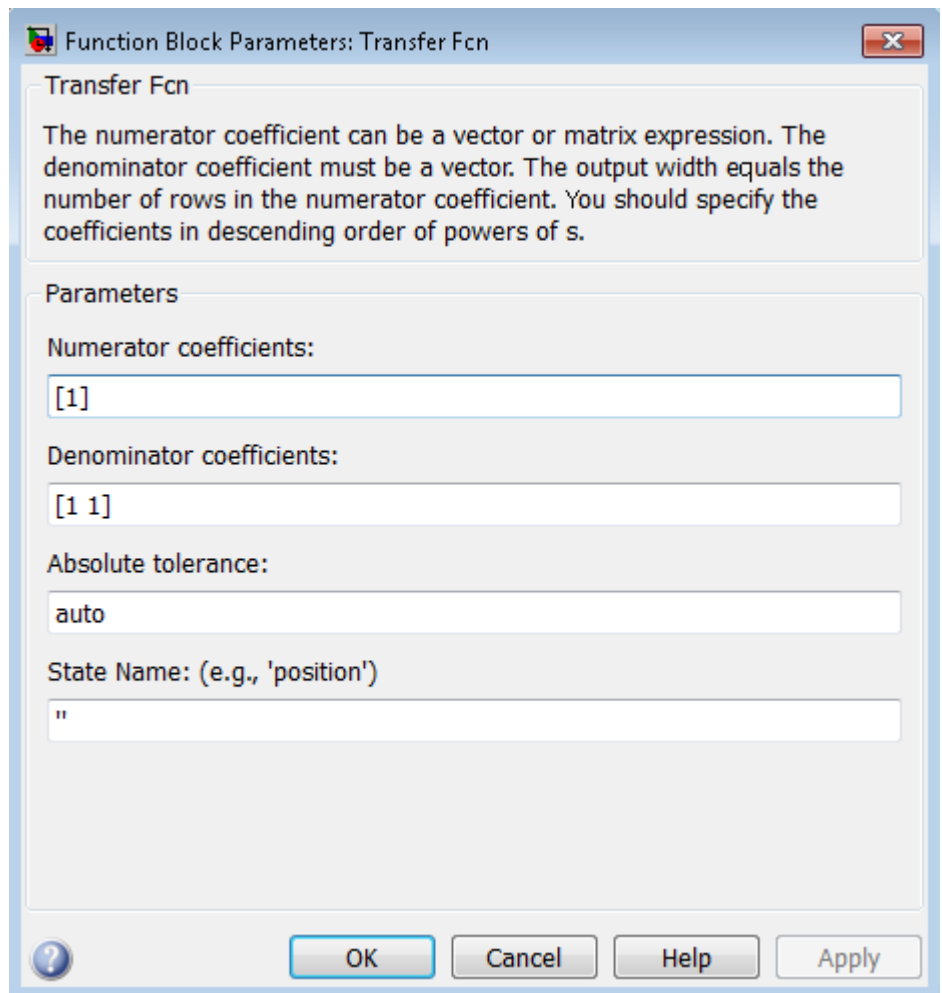 Function Block Parameters: Transfer Fcn
Transfer Fcn
The numerator coefficient can be a vector or matrix expression. The
denominator coefficient must be a vector. The output width equals the
number of rows in the numerator coefficient. You should specify the
coefficients in descending order of powers of s.
Parameters
Numerator coefficients:
[1]
Denominator coefficients:
[1 1]
Absolute tolerance:
auto
State Name: (e.g., 'position')
''
OK Cancel Help Apply